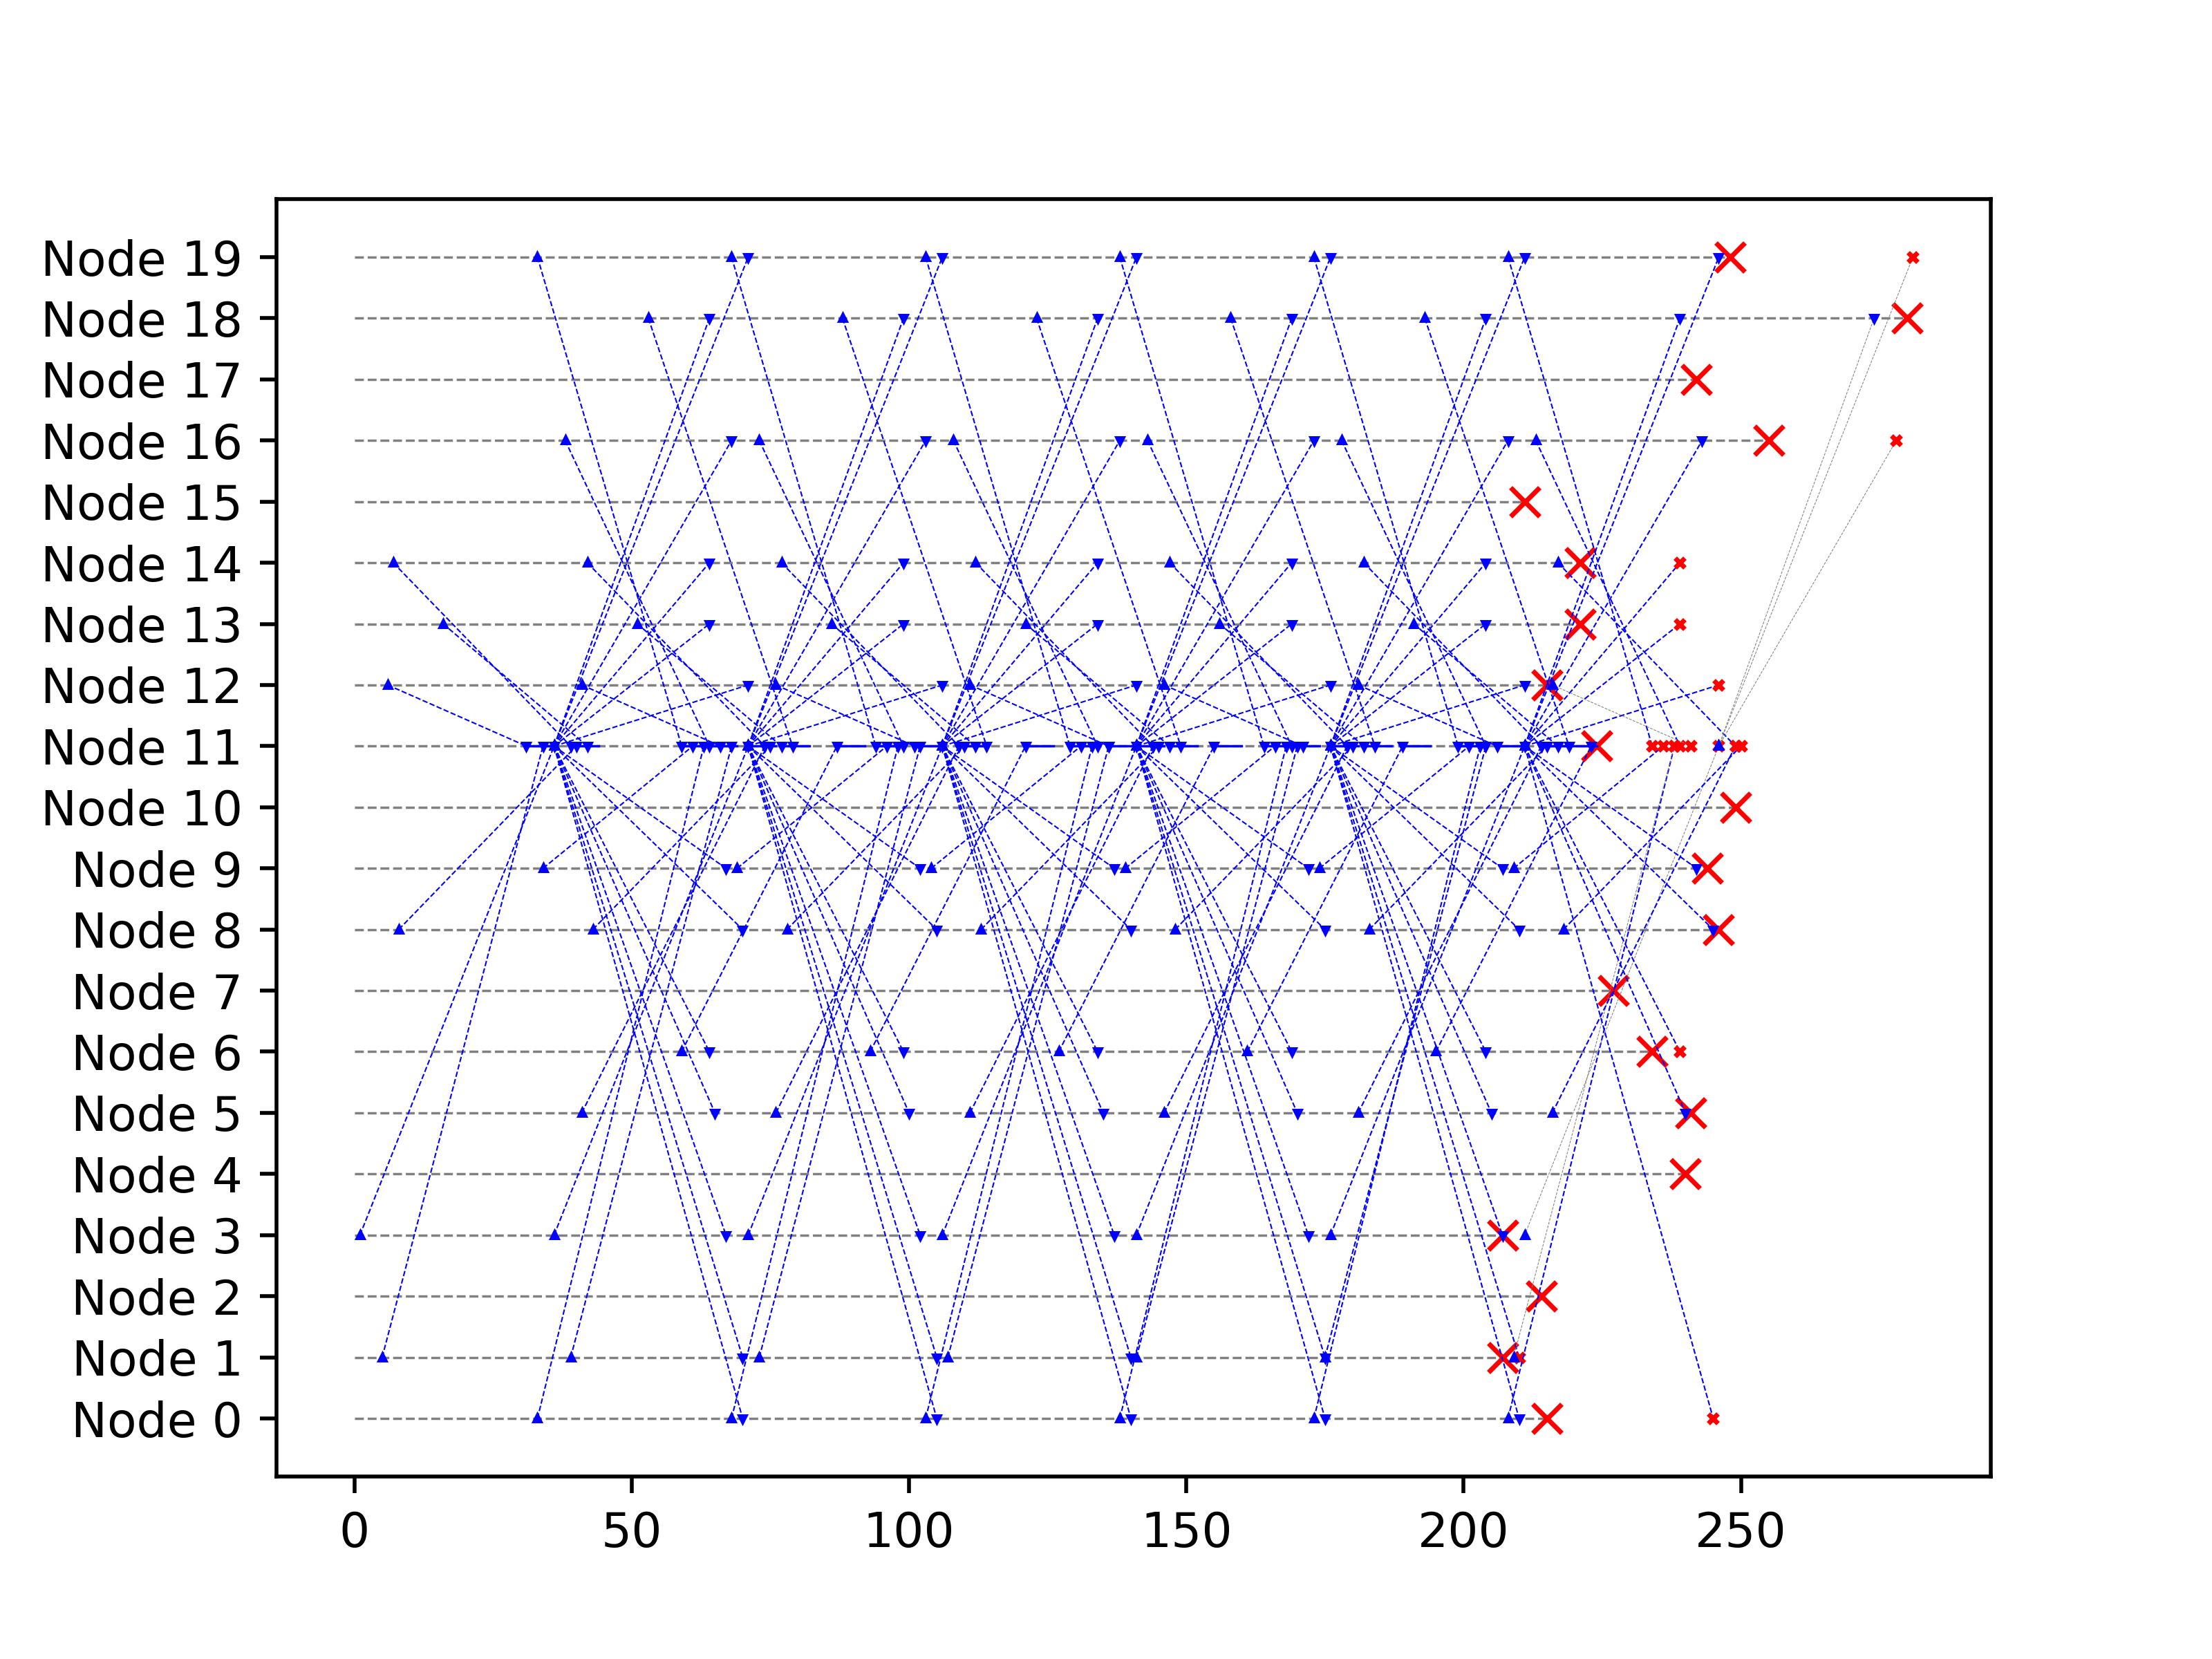 Node 19
Node 18
Node 17
Node 16
Node 15
Node 14
Node 13
Node 12
Node 11
Node 10
Node 9
Node 8
Node 7
Node 6
Node 5
Node 4
Node 3
Node 2
Node 1
Node 0
0 50 100 150 200 250